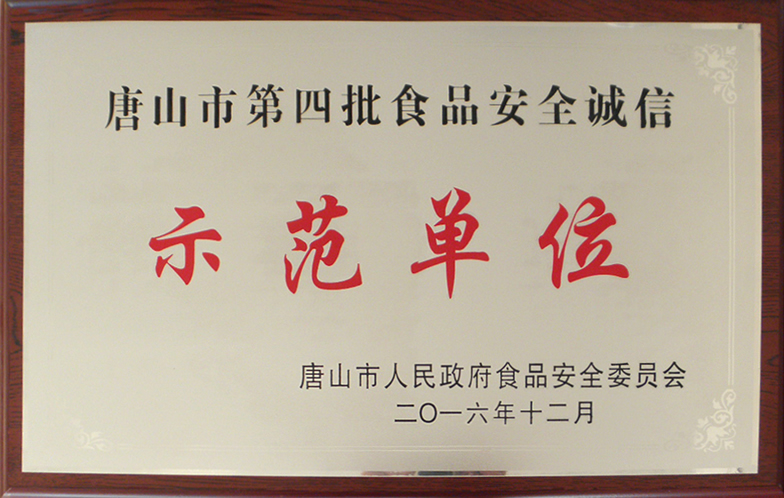 唐山市第四批食品安全诚信
示范单位
唐山市人民政府食品安全委员会
二〇一六年十二月